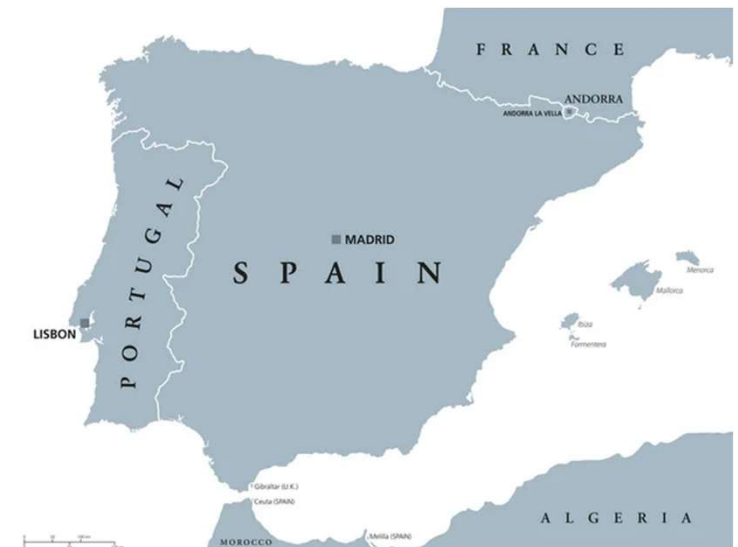 FRANCE
ANDORRA
ANDORRA LA VELLA
PORTUGAL
MADRID
SPAIN
Menorca
Mallorca
Ibiza
Formentera
LISBON
Gibraltar (U.K.)
Ceuta (SPAIN)
ALGERIA
Melilla (SPAIN)
MOROCCO